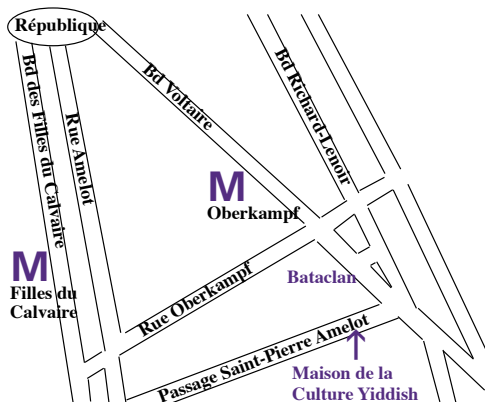 République
Bd des Filles du Calvaire
Rue Amelot
Bd Voltaire
Bd Richard-Lenoir
M
Oberkampf
M
Filles du
Calvaire
Rue Oberkampf
Bataclan
Passage Saint-Pierre Amelot
Maison de la
Culture Yiddish